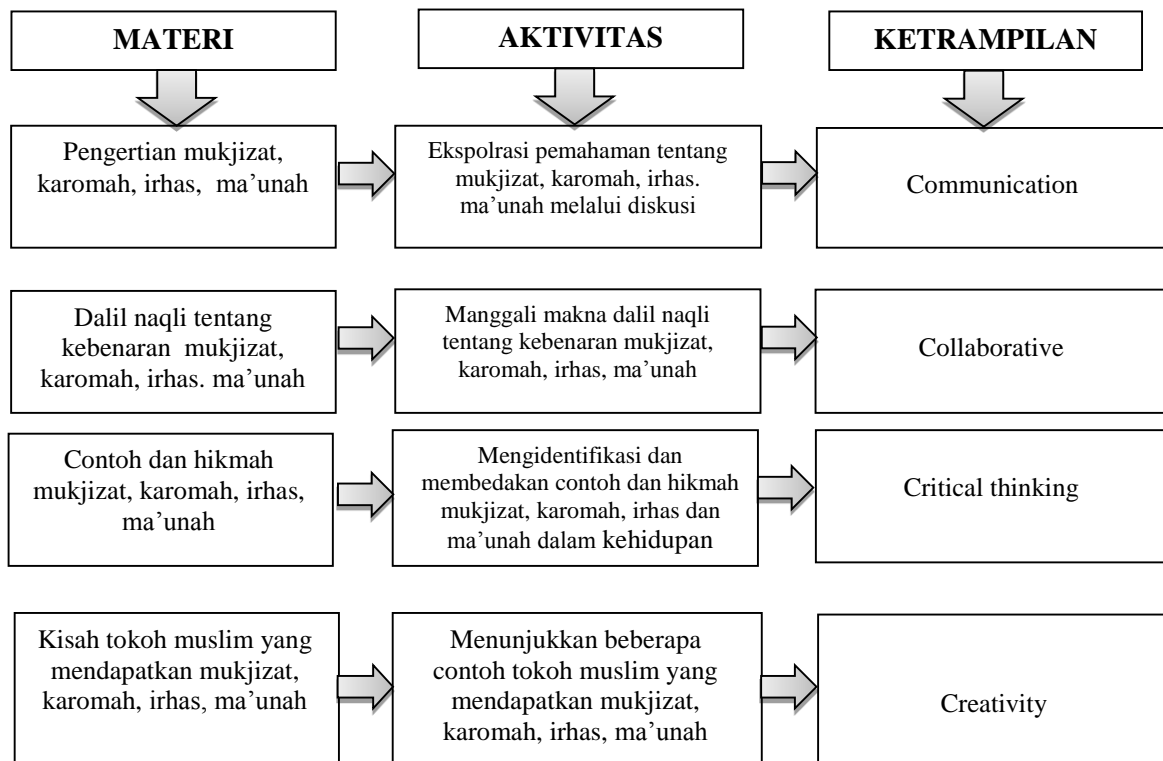 MATERI
AKTIVITAS
KETRAMPILAN
Pengertian mukjizat,
karomah, irhas, ma’unah
Ekspolrasi pemahaman tentang
mukjizat, karomah, irhas.
ma’unah melalui diskusi
Communication
Dalil naqli tentang
kebenaran mukjizat,
karomah, irhas. ma’unah
Manggali makna dalil naqli
tentang kebenaran mukjizat,
karomah, irhas, ma’unah
Collaborative
Contoh dan hikmah
mukjizat, karomah, irhas,
ma’unah
Mengidentifikasi dan
membedakan contoh dan hikmah
mukjizat, karomah, irhas dan
ma’unah dalam kehidupan
Critical thinking
Kisah tokoh muslim yang
mendapatkan mukjizat,
karomah, irhas, ma’unah
Menunjukkan beberapa
contoh tokoh muslim yang
mendapatkan mukjizat,
karomah, irhas, ma’unah
Creativity